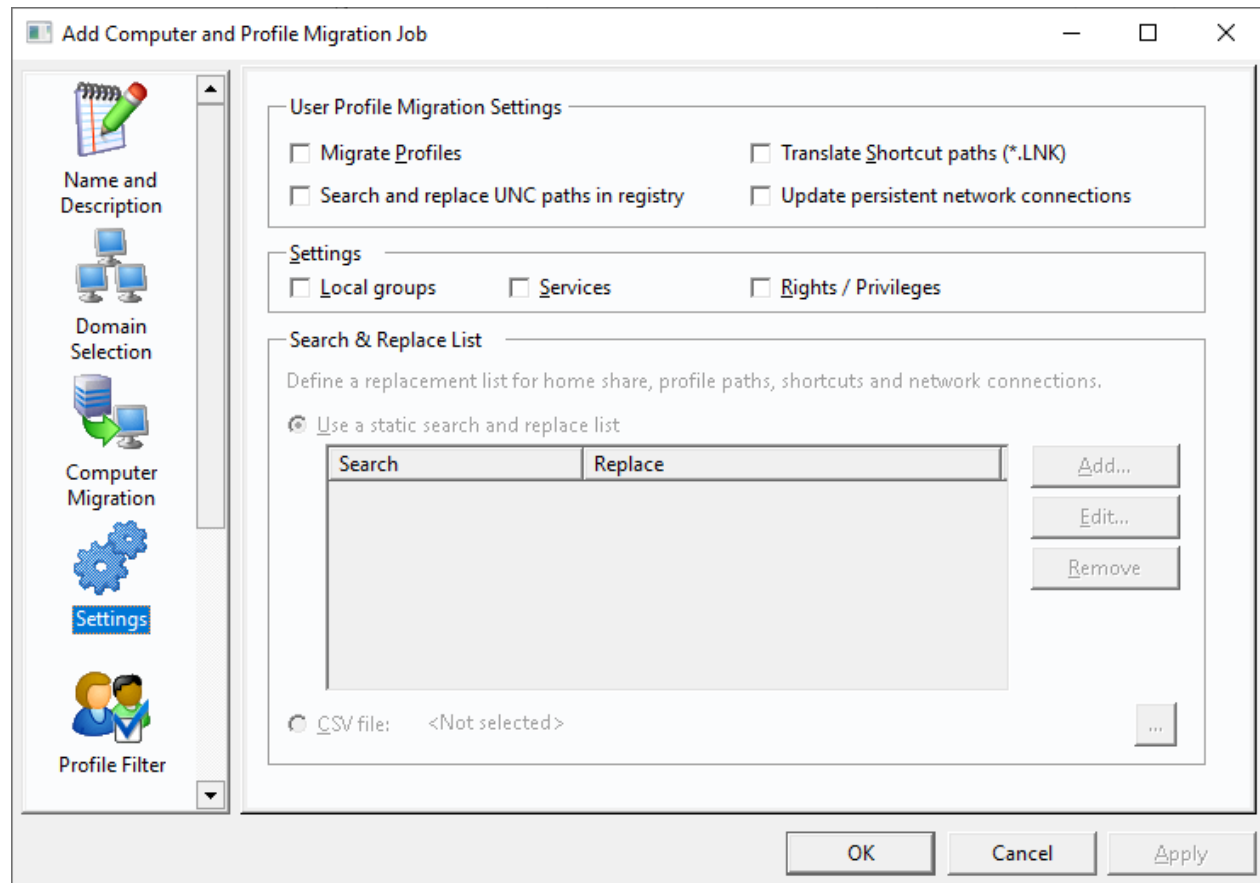 Add Computer and Profile Migration Job
Name and
Description
Domain
Selection
Computer
Migration
Settings
Profile Filter
User Profile Migration Settings
Migrate Profiles
Translate Shortcut paths (*.LNK)
Search and replace UNC paths in registry
Update persistent network connections
Settings
Local groups
Services
Rights / Privileges
Search & Replace List
Define a replacement list for home share, profile paths, shortcuts and network connections.
Use a static search and replace list
Search
Replace
Add...
Edit...
Remove
CSV file:
<Not selected>
...
OK
Cancel
Apply